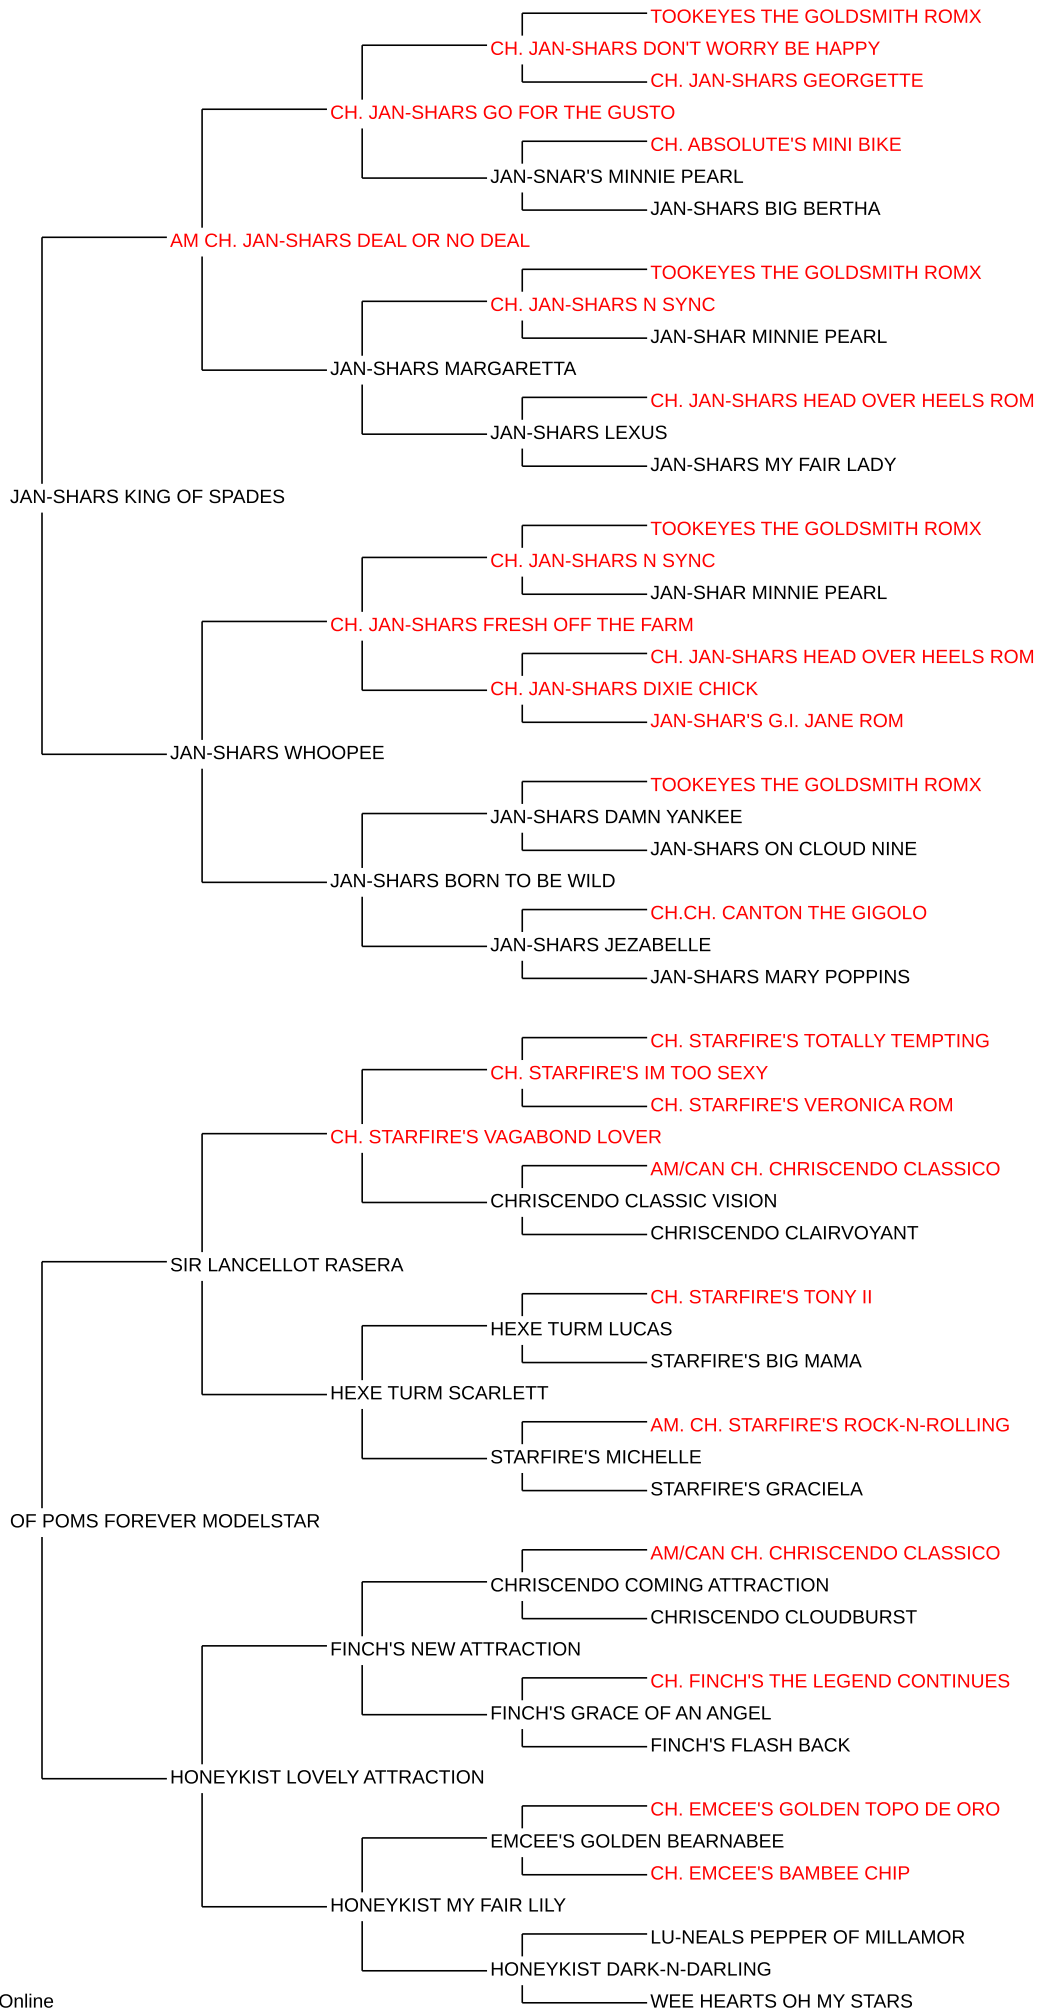 TOOKEYES THE GOLDSMITH ROMX
CH. JAN-SHARS DON'T WORRY BE HAPPY
CH. JAN-SHARS GEORGETTE
CH. JAN-SHARS GO FOR THE GUSTO
CH. ABSOLUTE'S MINI BIKE
JAN-SNAR'S MINNIE PEARL
JAN-SHARS BIG BERTHA
AM CH. JAN-SHARS DEAL OR NO DEAL
TOOKEYES THE GOLDSMITH ROMX
CH. JAN-SHARS N SYNC
JAN-SHAR MINNIE PEARL
JAN-SHARS MARGARETTA
CH. JAN-SHARS HEAD OVER HEELS ROM
JAN-SHARS LEXUS
JAN-SHARS MY FAIR LADY
JAN-SHARS KING OF SPADES
TOOKEYES THE GOLDSMITH ROMX
CH. JAN-SHARS N SYNC
JAN-SHAR MINNIE PEARL
CH. JAN-SHARS FRESH OFF THE FARM
CH. JAN-SHARS HEAD OVER HEELS ROM
CH. JAN-SHARS DIXIE CHICK
JAN-SHAR'S G.I. JANE ROM
JAN-SHARS WHOOPEE
TOOKEYES THE GOLDSMITH ROMX
JAN-SHARS DAMN YANKEE
JAN-SHARS ON CLOUD NINE
JAN-SHARS BORN TO BE WILD
CH.CH. CANTON THE GIGOLO
JAN-SHARS JEZABELLE
JAN-SHARS MARY POPPINS
CH. STARFIRE'S TOTALLY TEMPTING
CH. STARFIRE'S IM TOO SEXY
CH. STARFIRE'S VERONICA ROM
CH. STARFIRE'S VAGABOND LOVER
AM/CAN CH. CHRISCENDO CLASSICO
CHRISCENDO CLASSIC VISION
CHRISCENDO CLAIRVOYANT
SIR LANCELLOT RASERA
CH. STARFIRE'S TONY II
HEXE TURM LUCAS
STARFIRE'S BIG MAMA
HEXE TURM SCARLETT
AM. CH. STARFIRE'S ROCK-N-ROLLING
STARFIRE'S MICHELLE
STARFIRE'S GRACIELA
OF POMS FOREVER MODELSTAR
AM/CAN CH. CHRISCENDO CLASSICO
CHRISCENDO COMING ATTRACTION
CHRISCENDO CLOUDBURST
FINCH'S NEW ATTRACTION
CH. FINCH'S THE LEGEND CONTINUES
FINCH'S GRACE OF AN ANGEL
FINCH'S FLASH BACK
HONEYKIST LOVELY ATTRACTION
CH. EMCEE'S GOLDEN TOPO DE ORO
EMCEE'S GOLDEN BEARNABEE
CH. EMCEE'S BAMBEE CHIP
HONEYKIST MY FAIR LILY
LU-NEALS PEPPER OF MILLAMOR
HONEYKIST DARK-N-DARLING
WEE HEARTS OH MY STARS
Online